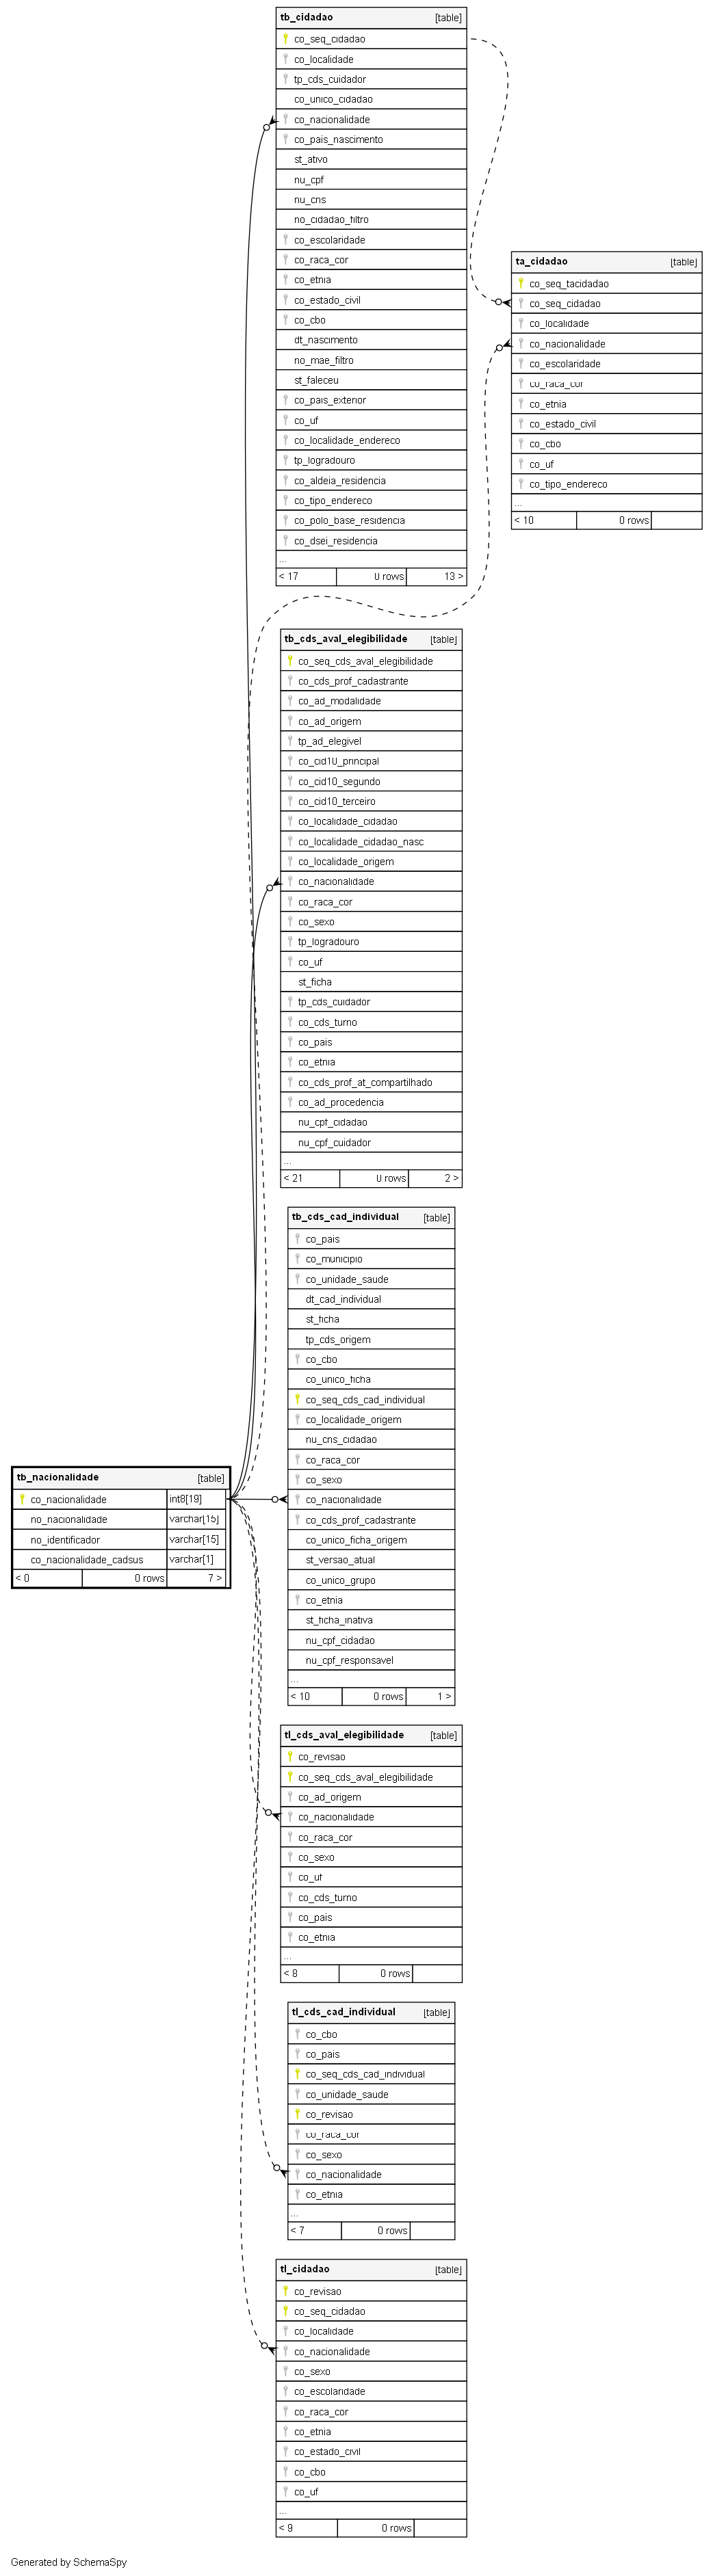 tb_cidadao [table]
co_seq_cidadao
co_localidade
tp_cds_cuidador
co_unico_cidadao
co_nacionalidade
co_pais_nascimento
st_ativo
nu_cpf
nu_cns
no_cidadao_filtro
co_escolaridade
co_raca_cor
co_etnia
co_estado_civil
co_cbo
dt_nascimento
no_mae_filtro
st_faleceu
co_pais_exterior
co_uf
co_localidade_endereco
tp_logradouro
co_aldeia_residencia
co_tipo_endereco
co_polo_base_residencia
co_dsei_residencia
...
< 17 0 rows 13 >
ta_cidadao [table]
co_seq_tacidadao
co_seq_cidadao
co_localidade
co_nacionalidade
co_escolaridade
co_raca_cor
co_etnia
co_estado_civil
co_cbo
co_uf
co_tipo_endereco
...
< 10 0 rows
tb_cds_aval_elegibilidade [table]
co_seq_cds_aval_elegibilidade
co_cds_prof_cadastrante
co_ad_modalidade
co_ad_origem
tp_ad_elegivel
co_cid10_principal
co_cid10_segundo
co_cid10_terceiro
co_localidade_cidadao
co_localidade_cidadao_nasc
co_localidade_origem
co_nacionalidade
co_raca_cor
co_sexo
tp_logradouro
co_uf
st_ficha
tp_cds_cuidador
co_cds_turno
co_pais
co_etnia
co_cds_prof_at_compartilhado
co_ad_procedencia
nu_cpf_cidadao
nu_cpf_cuidador
...
< 21 0 rows 2 >
tb_cds_cad_individual [table]
co_pais
co_municipio
co_unidade_saude
dt_cad_individual
st_ficha
tp_cds_origem
co_cbo
co_unico_ficha
co_seq_cds_cad_individual
co_localidade_origem
nu_cns_cidadao
co_raca_cor
co_sexo
co_nacionalidade
co_cds_prof_cadastrante
co_unico_ficha_origem
st_versao_atual
co_unico_grupo
co_etnia
st_ficha_inativa
nu_cpf_cidadao
nu_cpf_responsavel
...
< 10 0 rows 1 >
tb_nacionalidade [table]
co_nacionalidade int8[19]
no_nacionalidade varchar[15]
no_identificador varchar[15]
co_nacionalidade_cadsus varchar[1]
< 0 0 rows 7 >
tl_cds_aval_elegibilidade [table]
co_revisao
co_seq_cds_aval_elegibilidade
co_ad_origem
co_nacionalidade
co_raca_cor
co_sexo
co_uf
co_cds_turno
co_pais
co_etnia
...
< 8 0 rows
tl_cds_cad_individual [table]
co_cbo
co_pais
co_seq_cds_cad_individual
co_unidade_saude
co_revisao
co_raca_cor
co_sexo
co_nacionalidade
co_etnia
...
< 7 0 rows
tl_cidadao [table]
co_revisao
co_seq_cidadao
co_localidade
co_nacionalidade
co_sexo
co_escolaridade
co_raca_cor
co_etnia
co_estado_civil
co_cbo
co_uf
...
< 9 0 rows
Generated by SchemaSpy